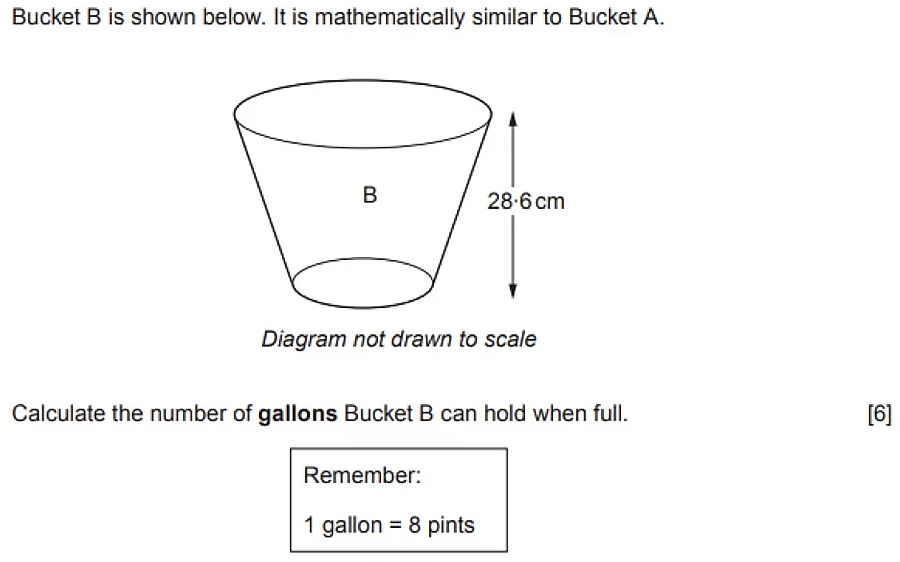 Bucket B is shown below. It is mathematically similar to Bucket A.
B
28·6 cm
Diagram not drawn to scale
Calculate the number of gallons Bucket B can hold when full. [6]
Remember:
1 gallon = 8 pints